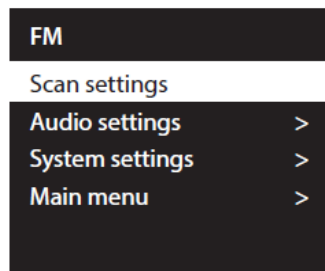 FM
Scan settings
Audio settings >
System settings >
Main menu >